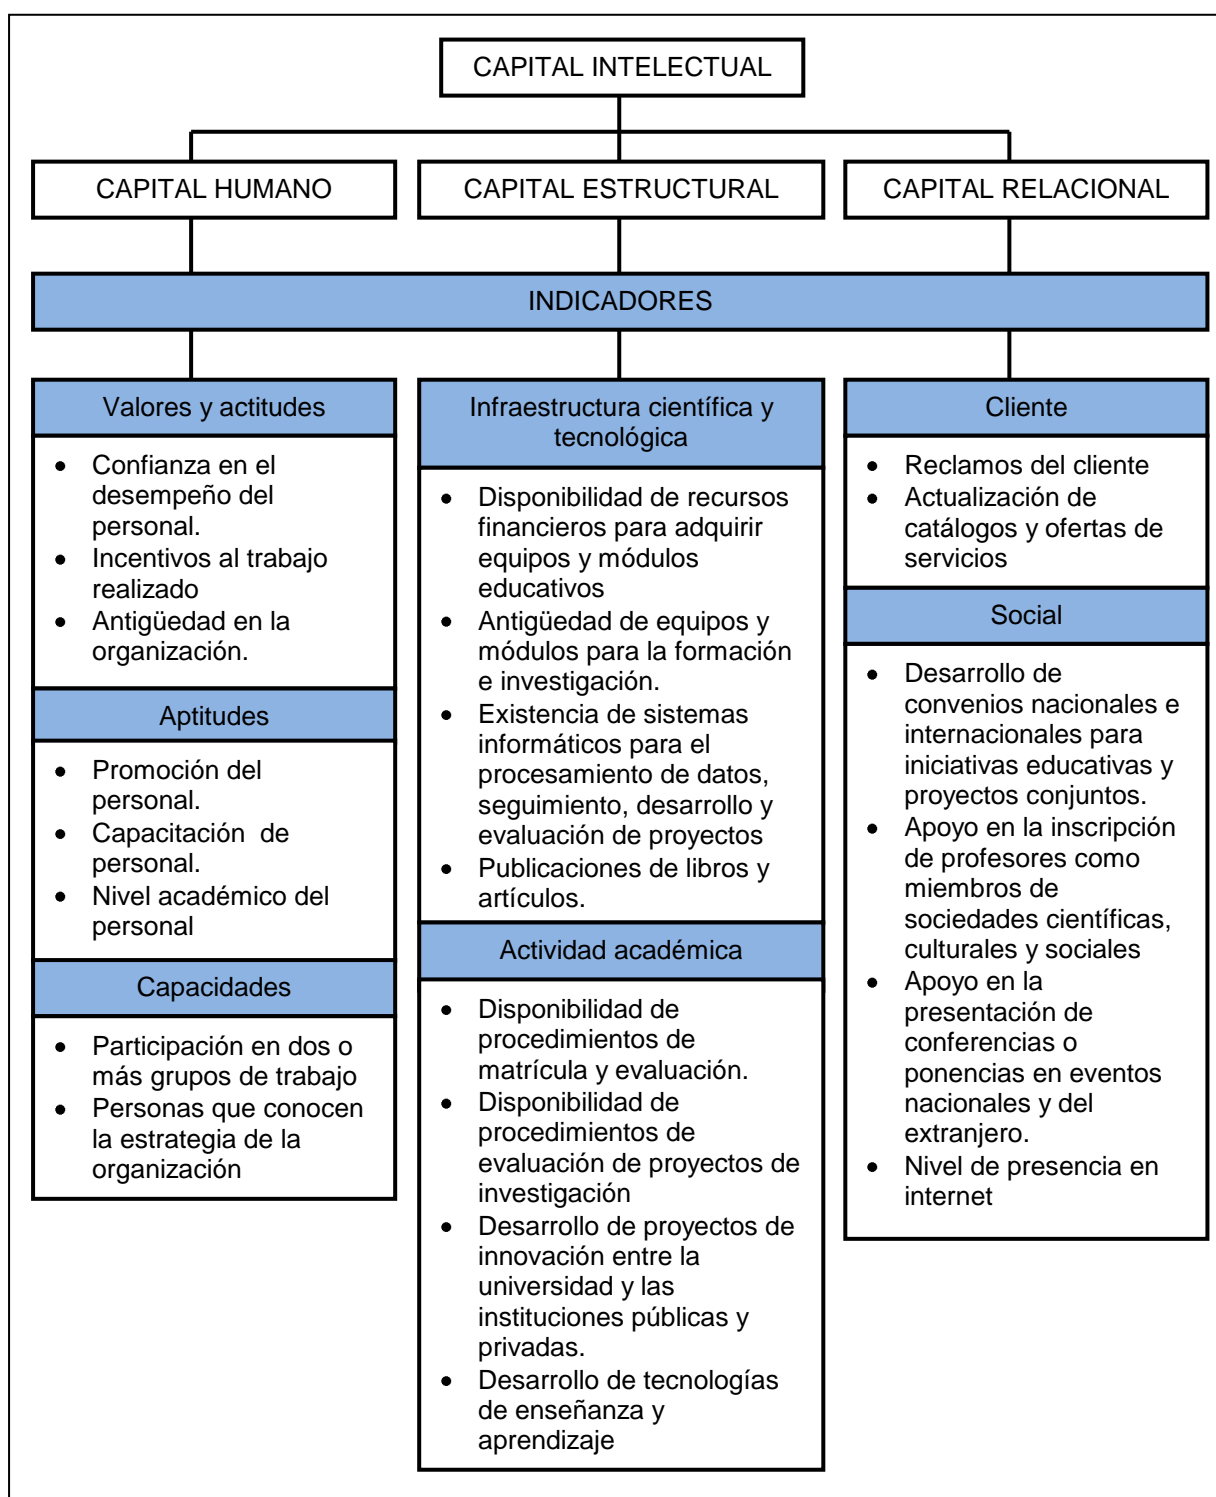 CAPITAL INTELECTUAL
CAPITAL HUMANO
CAPITAL ESTRUCTURAL
CAPITAL RELACIONAL
INDICADORES
Valores y actitudes
• Confianza en el
desempeño del
personal.
• Incentivos al trabajo
realizado
• Antigüedad en la
organización.
Aptitudes
• Promoción del
personal.
• Capacitación de
personal.
• Nivel académico del
personal
Capacidades
• Participación en dos o
más grupos de trabajo
• Personas que conocen
la estrategia de la
organización
Infraestructura científica y
tecnológica
• Disponibilidad de recursos
financieros para adquirir
equipos y módulos
educativos
• Antigüedad de equipos y
módulos para la formación
e investigación.
• Existencia de sistemas
informáticos para el
procesamiento de datos,
seguimiento, desarrollo y
evaluación de proyectos
• Publicaciones de libros y
artículos.
Actividad académica
• Disponibilidad de
procedimientos de
matrícula y evaluación.
• Disponibilidad de
procedimientos de
evaluación de proyectos de
investigación
• Desarrollo de proyectos de
innovación entre la
universidad y las
instituciones públicas y
privadas.
• Desarrollo de tecnologías
de enseñanza y
aprendizaje
Cliente
• Reclamos del cliente
• Actualización de
catálogos y ofertas de
servicios
Social
• Desarrollo de
convenios nacionales e
internacionales para
iniciativas educativas y
proyectos conjuntos.
• Apoyo en la inscripción
de profesores como
miembros de
sociedades científicas,
culturales y sociales
• Apoyo en la
presentación de
conferencias o
ponencias en eventos
nacionales y del
extranjero.
• Nivel de presencia en
internet